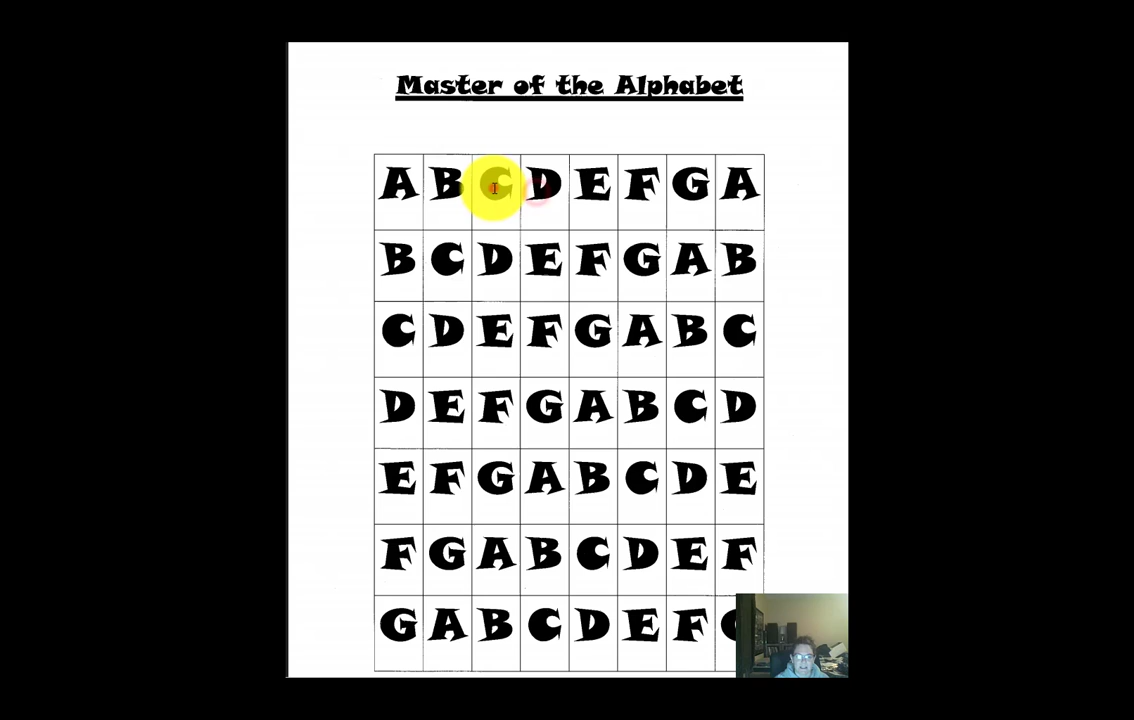 Master of the Alphabet
A B C D E F G A
B C D E F G A B
C D E F G A B C
D E F G A B C D
E F G A B C D E
F G A B C D E F
G A B C D E F